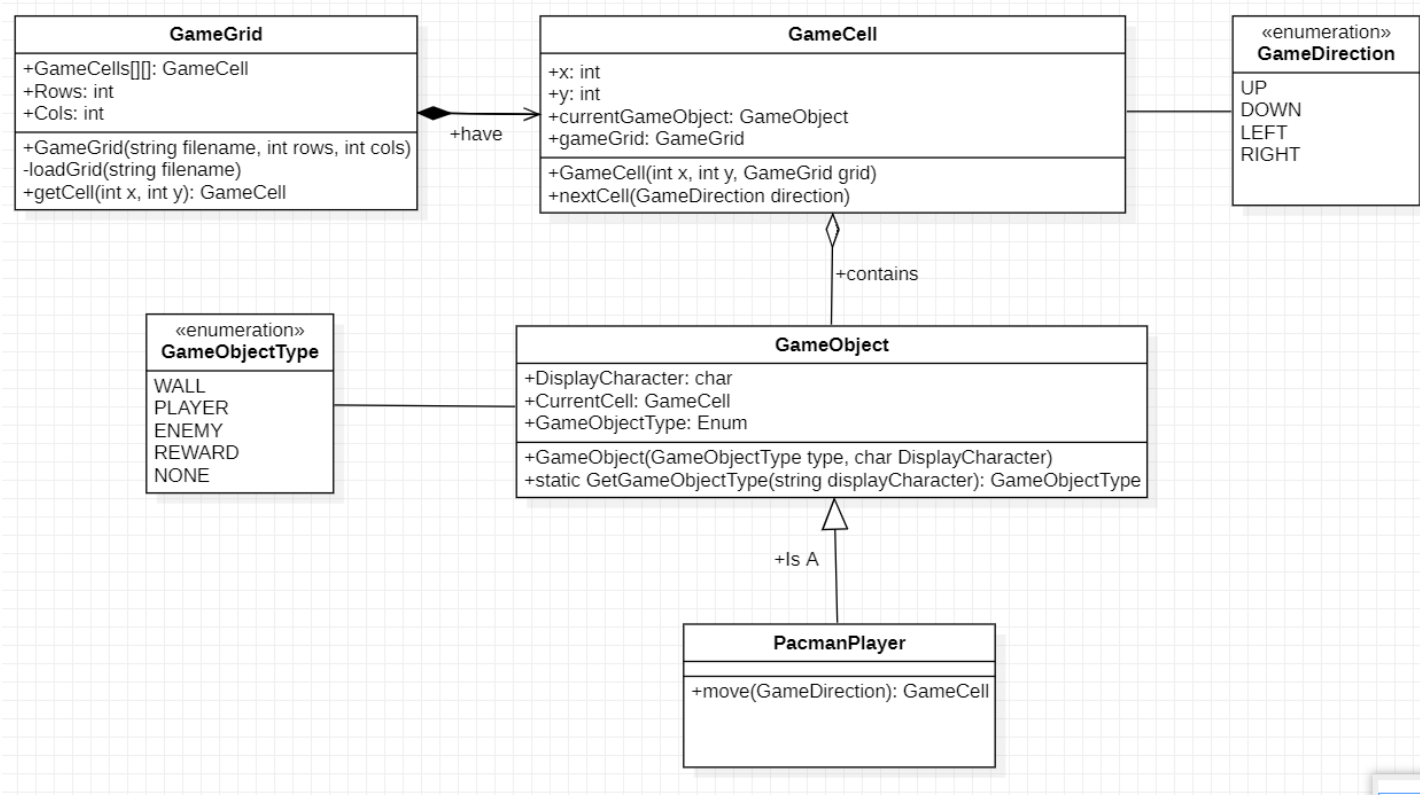 GameGrid
+GameCells[][]: GameCell
+Rows: int
+Cols: int
+GameGrid(string filename, int rows, int cols)
-loadGrid(string filename)
+getCell(int x, int y): GameCell
+have
GameCell
+x: int
+y: int
+currentGameObject: GameObject
+gameGrid: GameGrid
+GameCell(int x, int y, GameGrid grid)
+nextCell(GameDirection direction)
«enumeration»
GameDirection
UP
DOWN
LEFT
RIGHT
+contains
«enumeration»
GameObjectType
WALL
PLAYER
ENEMY
REWARD
NONE
GameObject
+DisplayCharacter: char
+CurrentCell: GameCell
+GameObjectType: Enum
+GameObject(GameObjectType type, char DisplayCharacter)
+static GetGameObjectType(string displayCharacter): GameObjectType
+Is A
PacmanPlayer
+move(GameDirection): GameCell